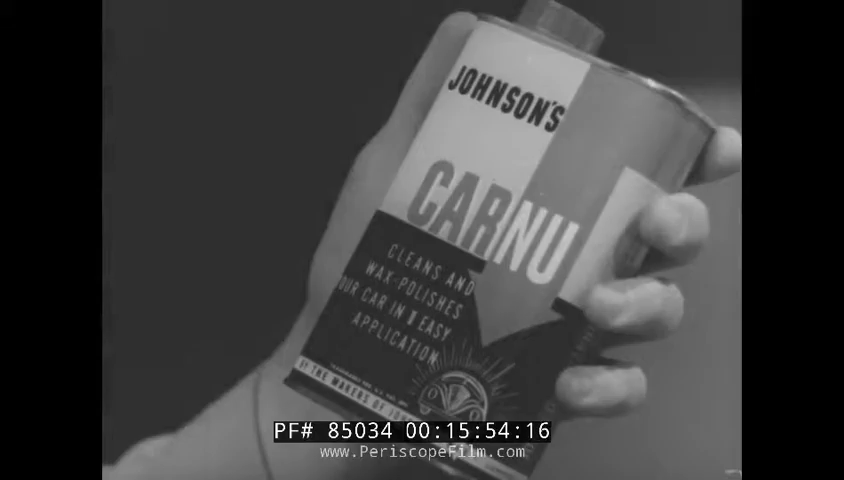 JOHNSON'S
CARNU
CLEANS AND
WAX-POLISHES
OUR CAR IN 1 EASY
APPLICATION
BY THE MAKERS OF
PF# 85034 00:15:54:16
www.PeriscopeFilm.com